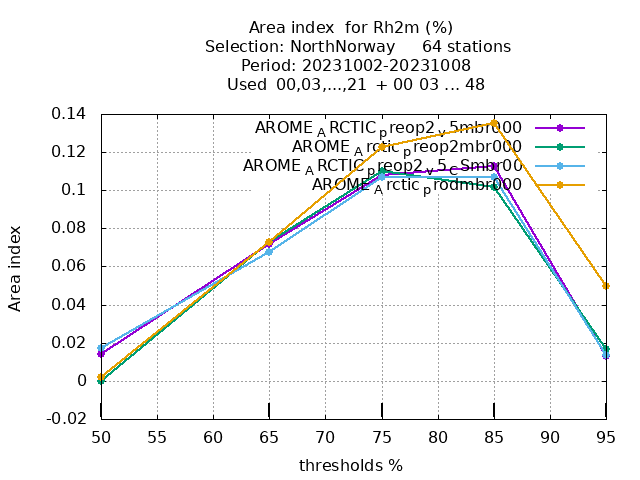 Area index for Rh2m (%)
Selection: NorthNorway 64 stations
Period: 20231002-20231008
Used 00,03,...,21 + 00 03 ... 48
0.14
0.12
0.1
0.08
0.06
0.04
0.02
0
-0.02
Area index
AROME_ARCTIC_preop2_v5mbr000
AROME_Arctic_preop2mbr000
AROME_ARCTIC_preop2_v5_CSmbr00
AROME_Arctic_prodmbr000
50 55 60 65 70 75 80 85 90 95
thresholds %